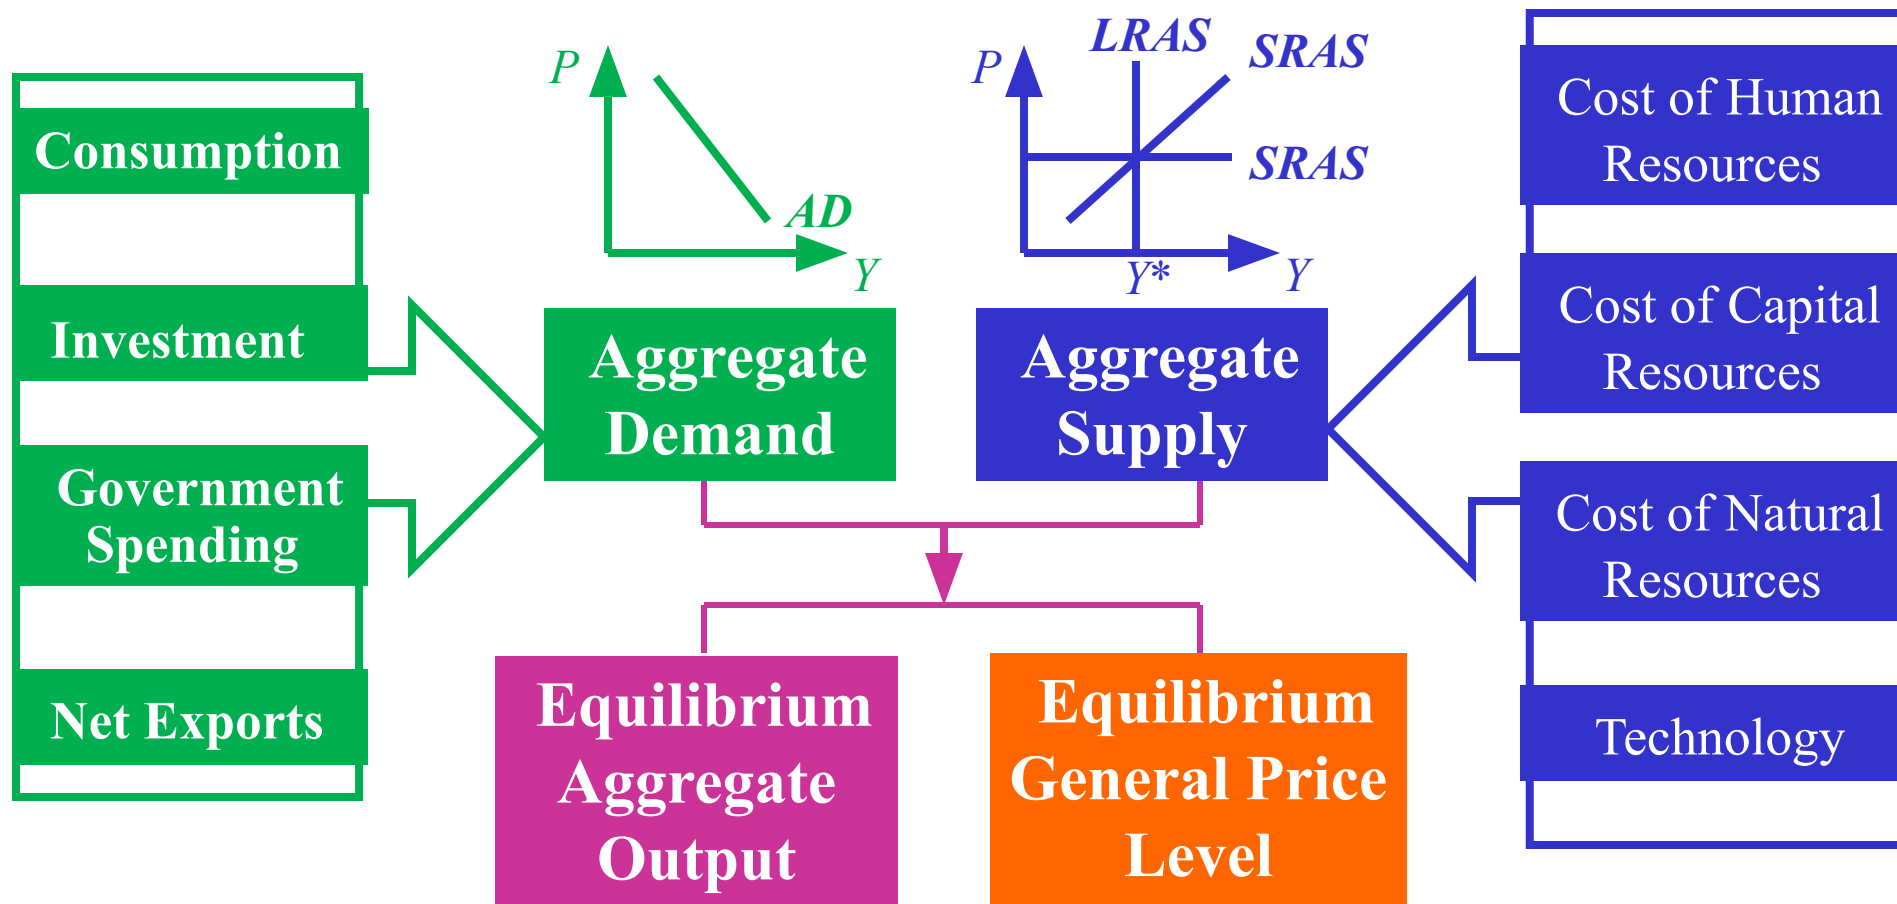 Consumption
Investment
Government
Spending
Net Exports
P
AD
Y
Aggregate
Demand
P
LRAS
SRAS
SRAS
Y*
Y
Aggregate
Supply
Equilibrium
Aggregate
Output
Equilibrium
General Price
Level
Cost of Human
Resources
Cost of Capital
Resources
Cost of Natural
Resources
Technology